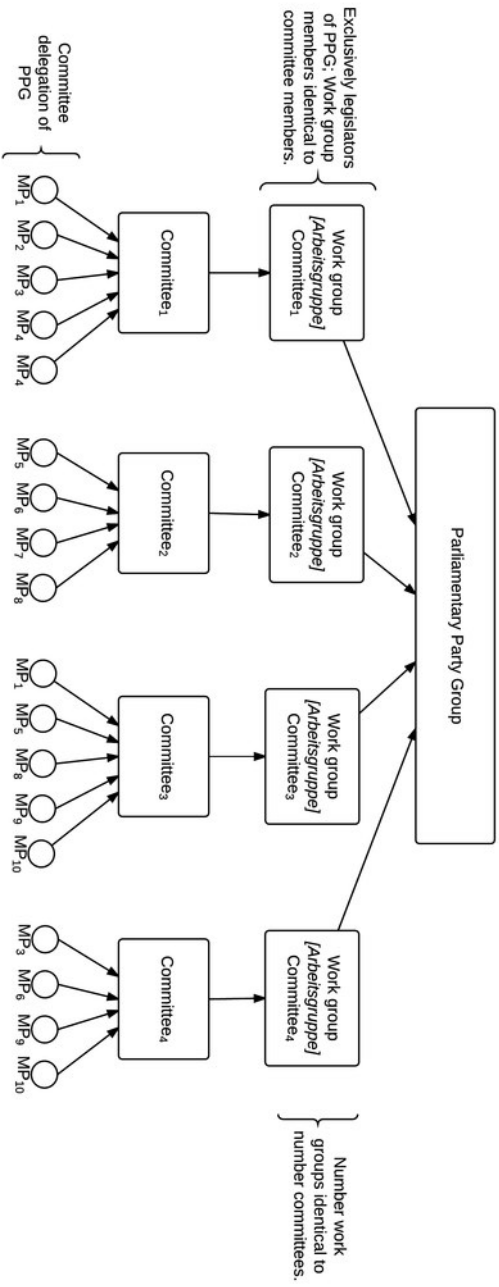 Parliamentary Party Group
Exclusively legislators
of PPG; Work group
members identical to
committee members.
Work group
[Arbeitsgruppe]
Committee₁
Work group
[Arbeitsgruppe]
Committee₂
Work group
[Arbeitsgruppe]
Committee₃
Work group
[Arbeitsgruppe]
Committee₄
Number work
groups identical to
number committees.
Committee₁
Committee₂
Committee₃
Committee₄
Committee
delegation of
PPG
MP₁
MP₂
MP₃
MP₄
MP₄
MP₅
MP₆
MP₇
MP₈
MP₁
MP₅
MP₈
MP₉
MP₁₀
MP₃
MP₆
MP₉
MP₁₀